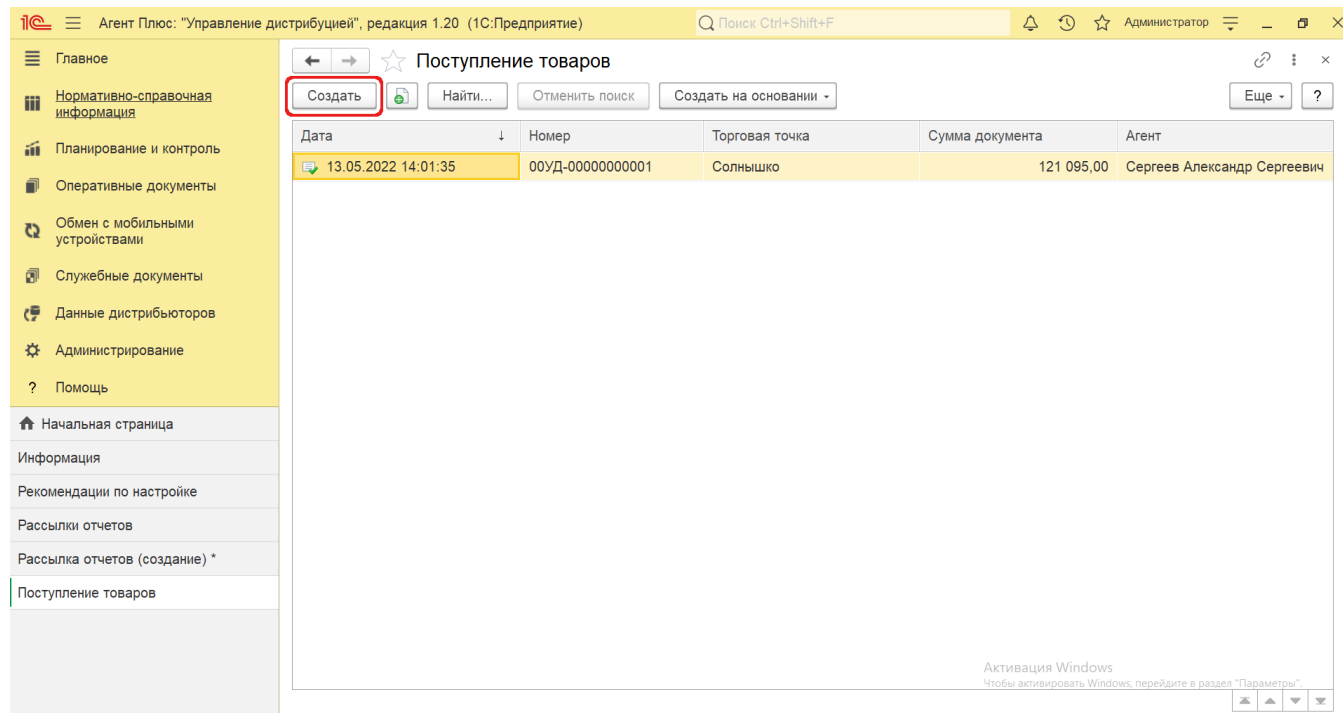 1С Агент Плюс: "Управление дистрибуцией", редакция 1.20 (1С:Предприятие) Поиск Ctrl+Shift+F Администратор
Главное
Нормативно-справочная
информация
Планирование и контроль
Оперативные документы
Обмен с мобильными
устройствами
Служебные документы
Данные дистрибьюторов
Администрирование
? Помощь
Начальная страница
Информация
Рекомендации по настройке
Рассылки отчетов
Рассылка отчетов (создание) *
Поступление товаров
Поступление товаров
Создать Найти... Отменить поиск Создать на основании Еще ?
Дата Номер Торговая точка Сумма документа Агент
13.05.2022 14:01:35 00УД-00000000001 Солнышко 121 095,00 Сергеев Александр Сергеевич
Активация Windows
Чтобы активировать Windows, перейдите в раздел "Параметры".